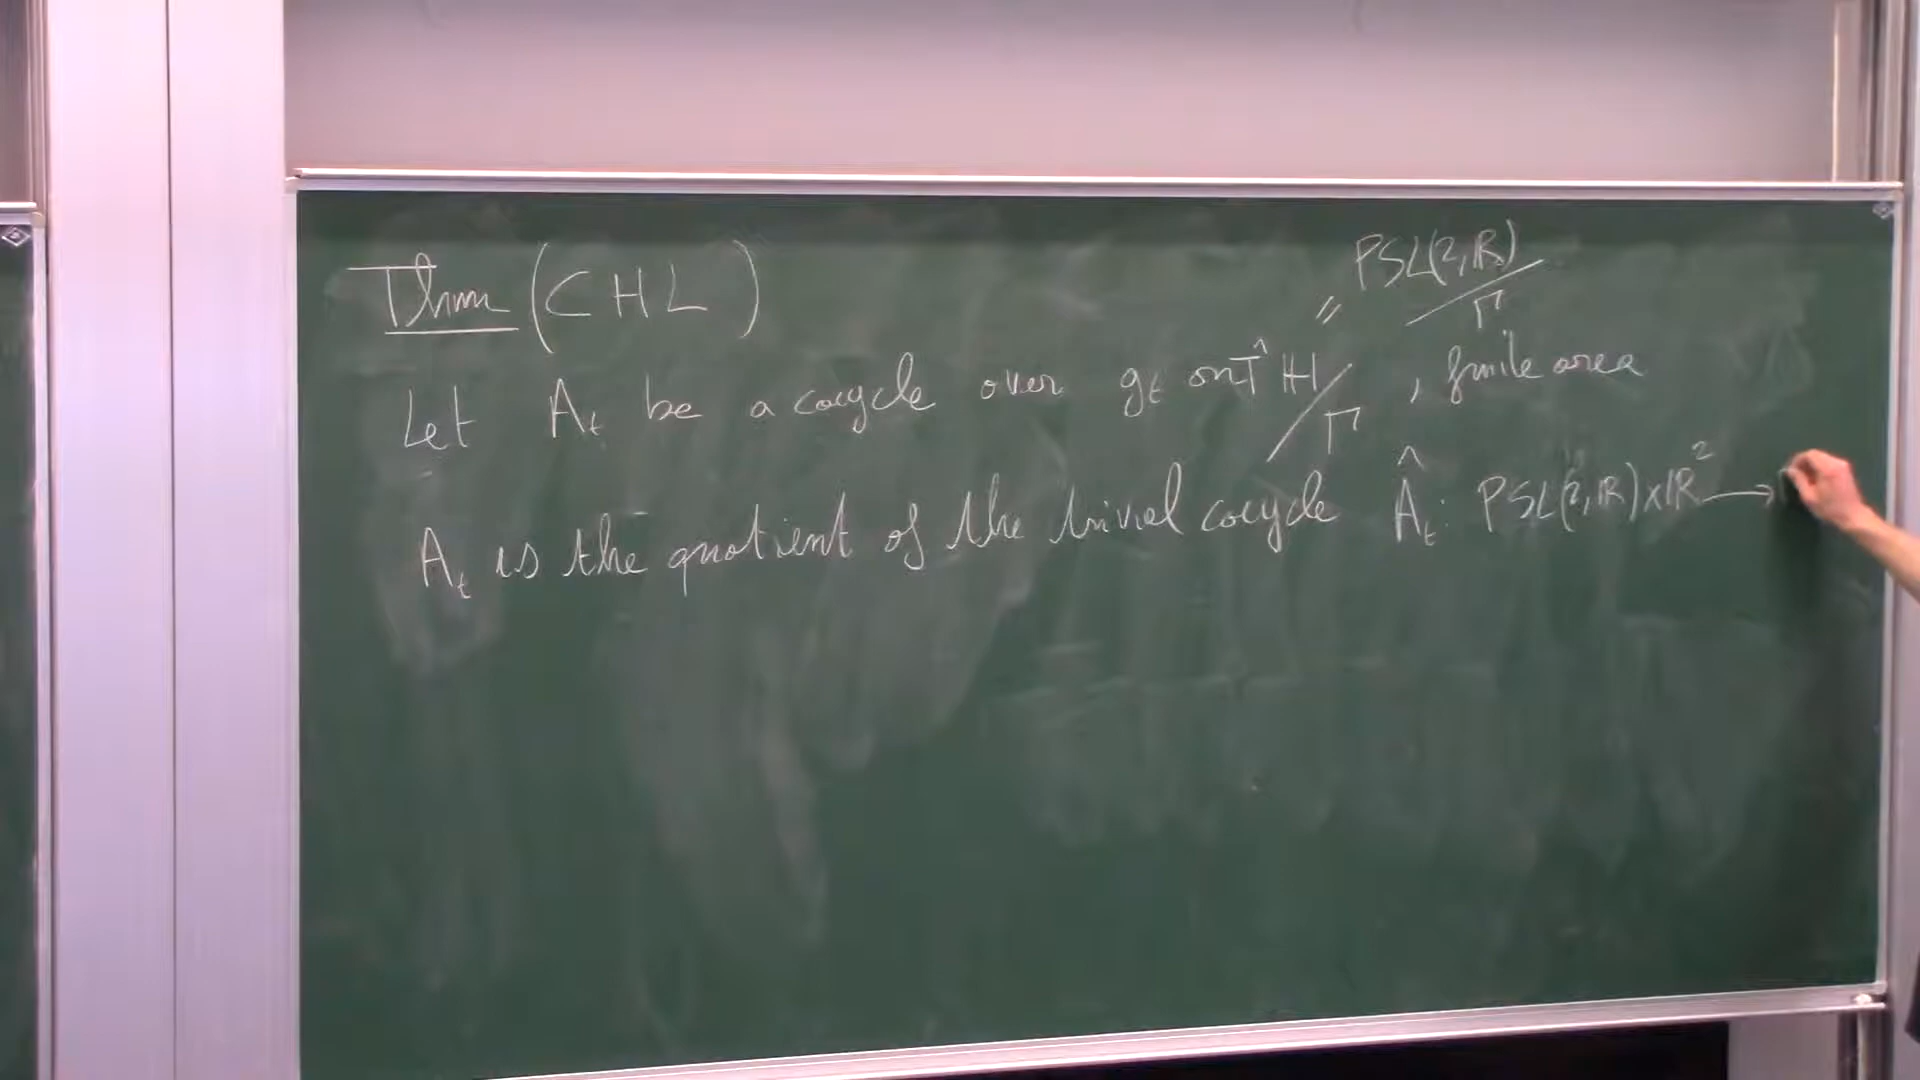 Thm (CHL)
= PSL(2,ℝ)/Γ
Let A_t be a cocycle over g_t on T^1 ℍ/Γ , finite area
A_t is the quotient of the trivial cocycle Â_t : PSL(2,ℝ)×ℝ² →